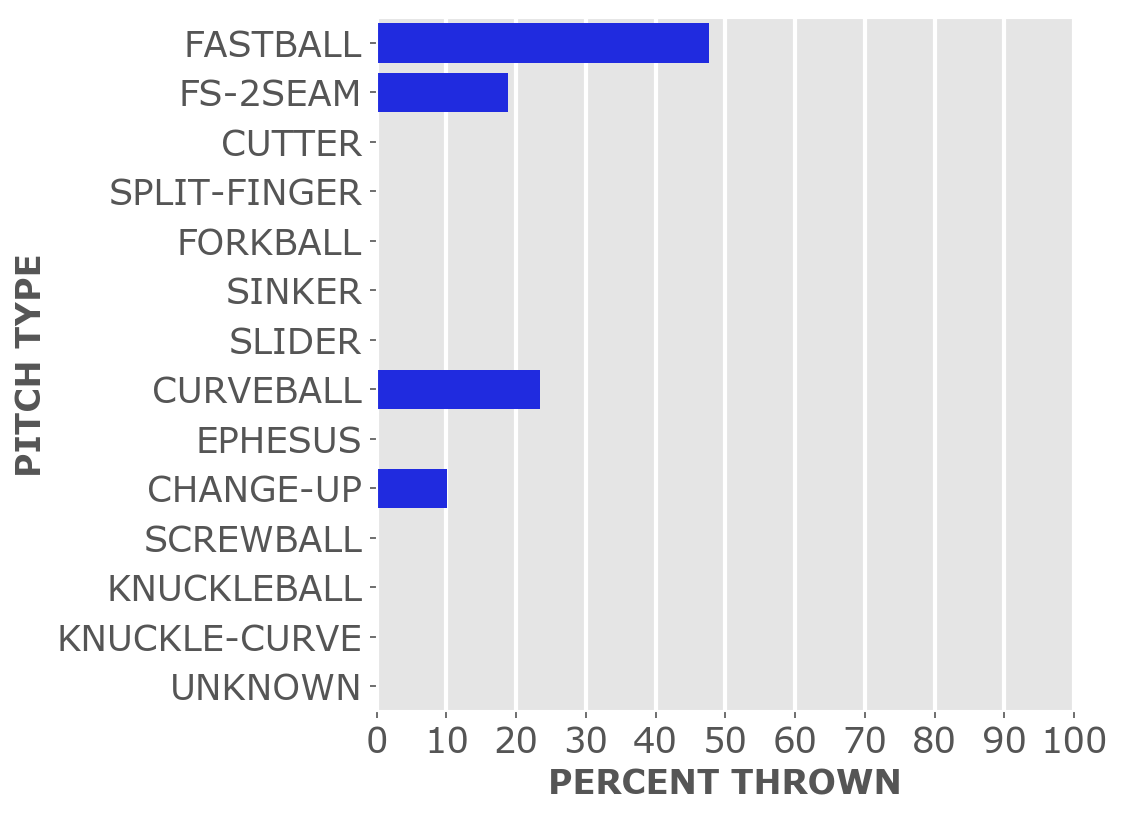 PITCH TYPE
FASTBALL
FS-2SEAM
CUTTER
SPLIT-FINGER
FORKBALL
SINKER
SLIDER
CURVEBALL
EPHESUS
CHANGE-UP
SCREWBALL
KNUCKLEBALL
KNUCKLE-CURVE
UNKNOWN
0 10 20 30 40 50 60 70 80 90 100
PERCENT THROWN